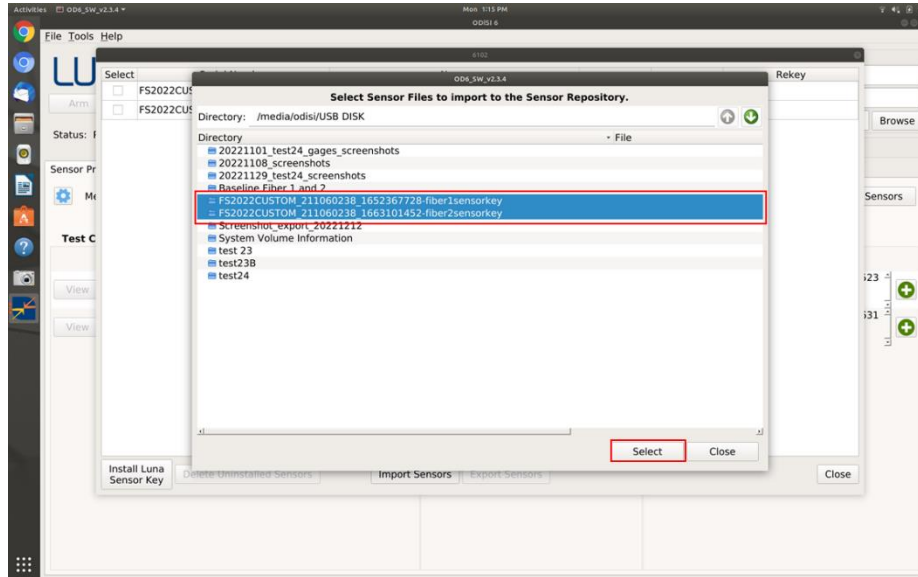 Activities OD6_SW_v2.3.4
Mon 1:15 PM
ODISI 6
File Tools Help
6102
LU
Select
Rekey
OD6_SW_v2.3.4
FS2022CUS
FS2022CUS
Select Sensor Files to import to the Sensor Repository.
Arm
Directory: /media/odisi/USB DISK
Browse
Status:
Directory
File
20221101_test24_gages_screenshots
20221108_screenshots
20221129_test24_screenshots
Baseline Fiber 1 and 2
FS2022CUSTOM_211060238_1652367728-fiber1sensorkey
FS2022CUSTOM_211060238_1663101452-fiber2sensorkey
Screenshot_export_20221212
System Volume Information
test 23
test23B
test24
Sensor Pr
Me
Sensors
Test C
View
View
Select
Close
Install Luna
Sensor Key
Delete Uninstalled Sensors
Import Sensors
Export Sensors
Close